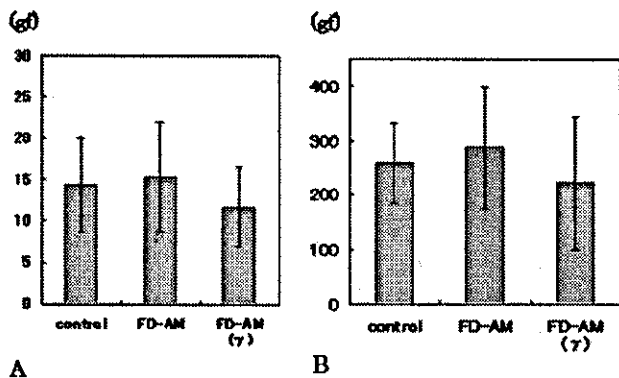 (gf)
30
25
20
15
10
5
0
control FD-AM FD-AM
(γ)
A
(gf)
400
300
200
100
0
control FD-AM FD-AM
(γ)
B